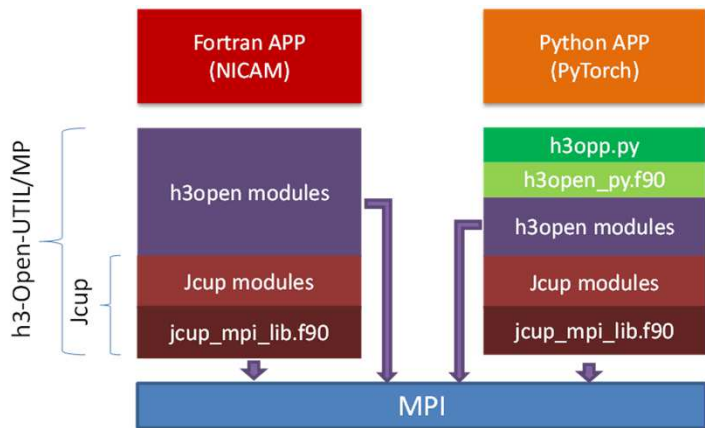 Fortran APP
(NICAM)
Python APP
(PyTorch)
h3-Open-UTIL/MP
Jcup
h3open modules
Jcup modules
jcup_mpi_lib.f90
h3opp.py
h3open_py.f90
h3open modules
Jcup modules
jcup_mpi_lib.f90
MPI